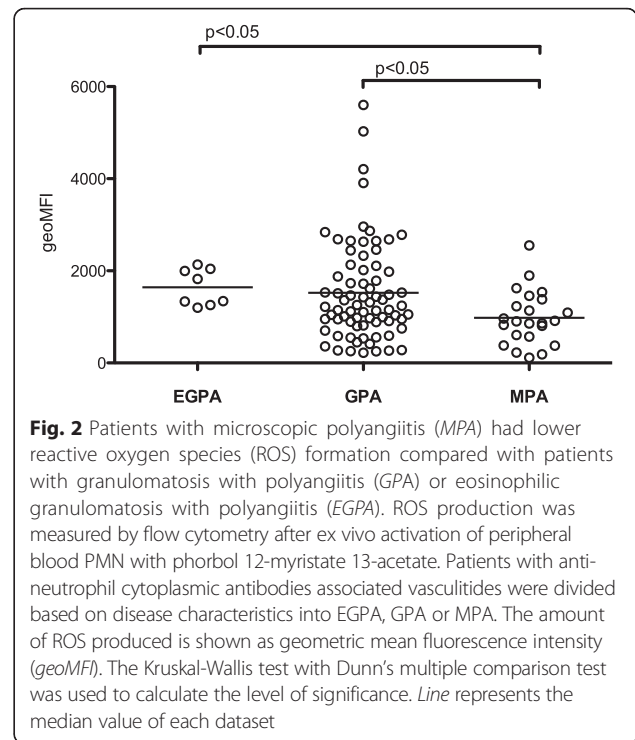 p<0.05
p<0.05
6000
4000
2000
0
geoMFI
EGPA GPA MPA
Fig. 2 Patients with microscopic polyangiitis (MPA) had lower
reactive oxygen species (ROS) formation compared with patients
with granulomatosis with polyangiitis (GPA) or eosinophilic
granulomatosis with polyangiitis (EGPA). ROS production was
measured by flow cytometry after ex vivo activation of peripheral
blood PMN with phorbol 12-myristate 13-acetate. Patients with anti-
neutrophil cytoplasmic antibodies associated vasculitides were divided
based on disease characteristics into EGPA, GPA or MPA. The amount
of ROS produced is shown as geometric mean fluorescence intensity
(geoMFI). The Kruskal-Wallis test with Dunn's multiple comparison test
was used to calculate the level of significance. Line represents the
median value of each dataset